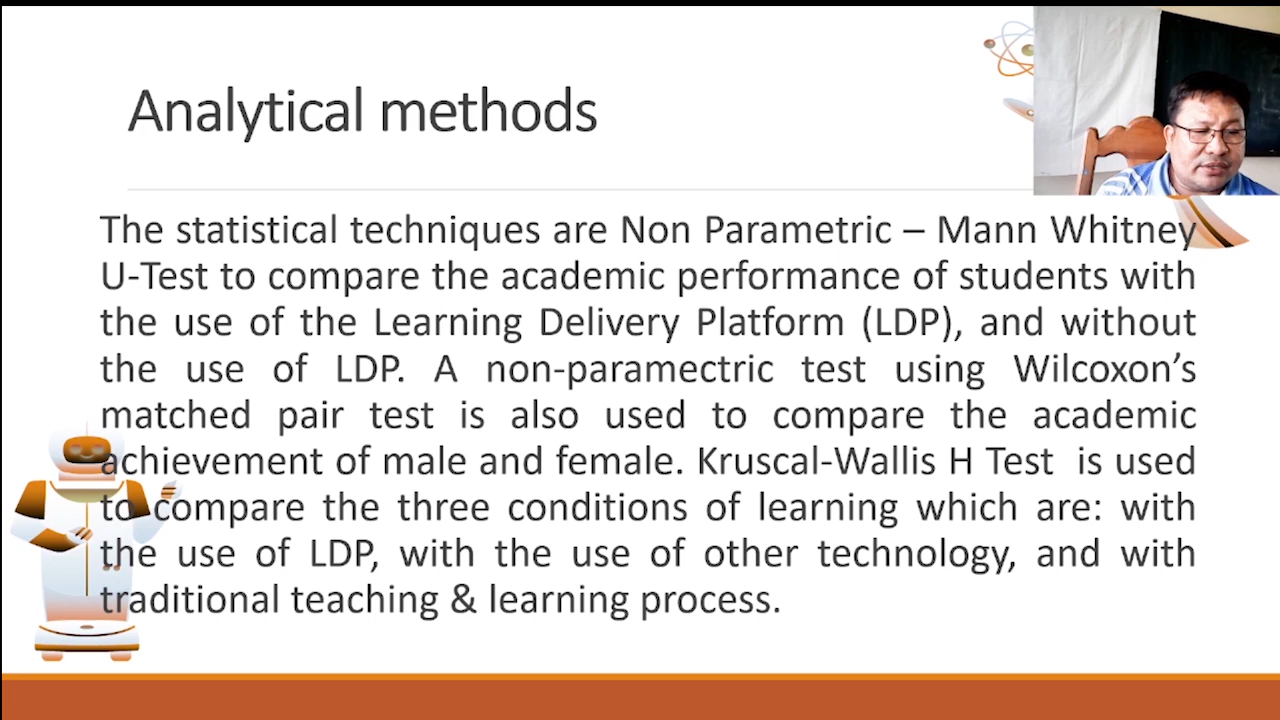 Analytical methods
The statistical techniques are Non Parametric – Mann Whitney
U-Test to compare the academic performance of students with
the use of the Learning Delivery Platform (LDP), and without
the use of LDP. A non-paramectric test using Wilcoxon’s
matched pair test is also used to compare the academic
achievement of male and female. Kruscal-Wallis H Test is used
to compare the three conditions of learning which are: with
the use of LDP, with the use of other technology, and with
traditional teaching & learning process.